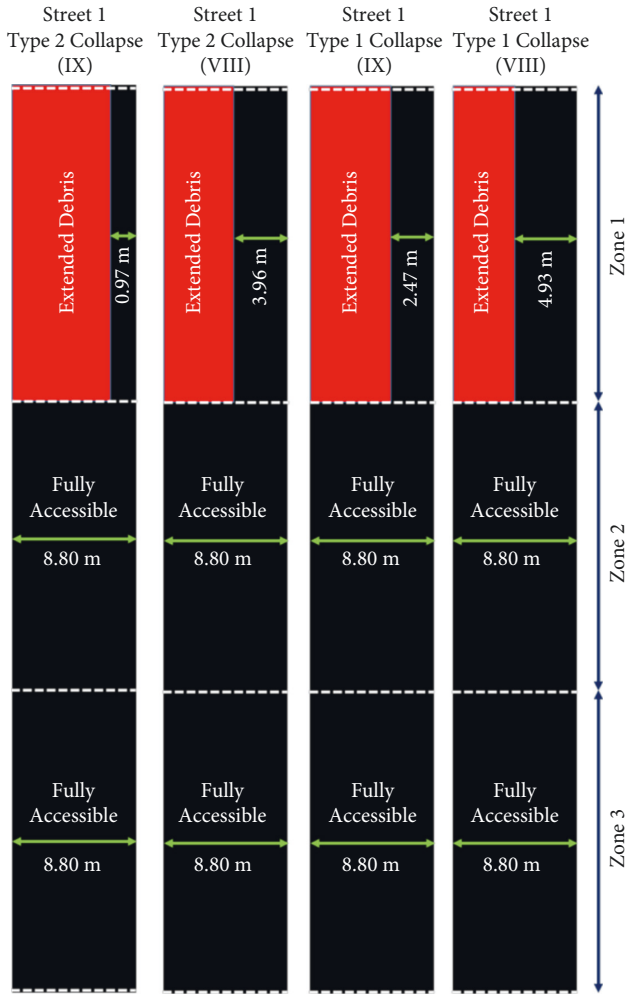 Street 1
Type 2 Collapse
(IX)
Street 1
Type 2 Collapse
(VIII)
Street 1
Type 1 Collapse
(IX)
Street 1
Type 1 Collapse
(VIII)
Extended Debris
0.97 m
Extended Debris
3.96 m
Extended Debris
2.47 m
Extended Debris
4.93 m
Zone 1
Fully
Accessible
8.80 m
Fully
Accessible
8.80 m
Fully
Accessible
8.80 m
Fully
Accessible
8.80 m
Zone 2
Fully
Accessible
8.80 m
Fully
Accessible
8.80 m
Fully
Accessible
8.80 m
Fully
Accessible
8.80 m
Zone 3